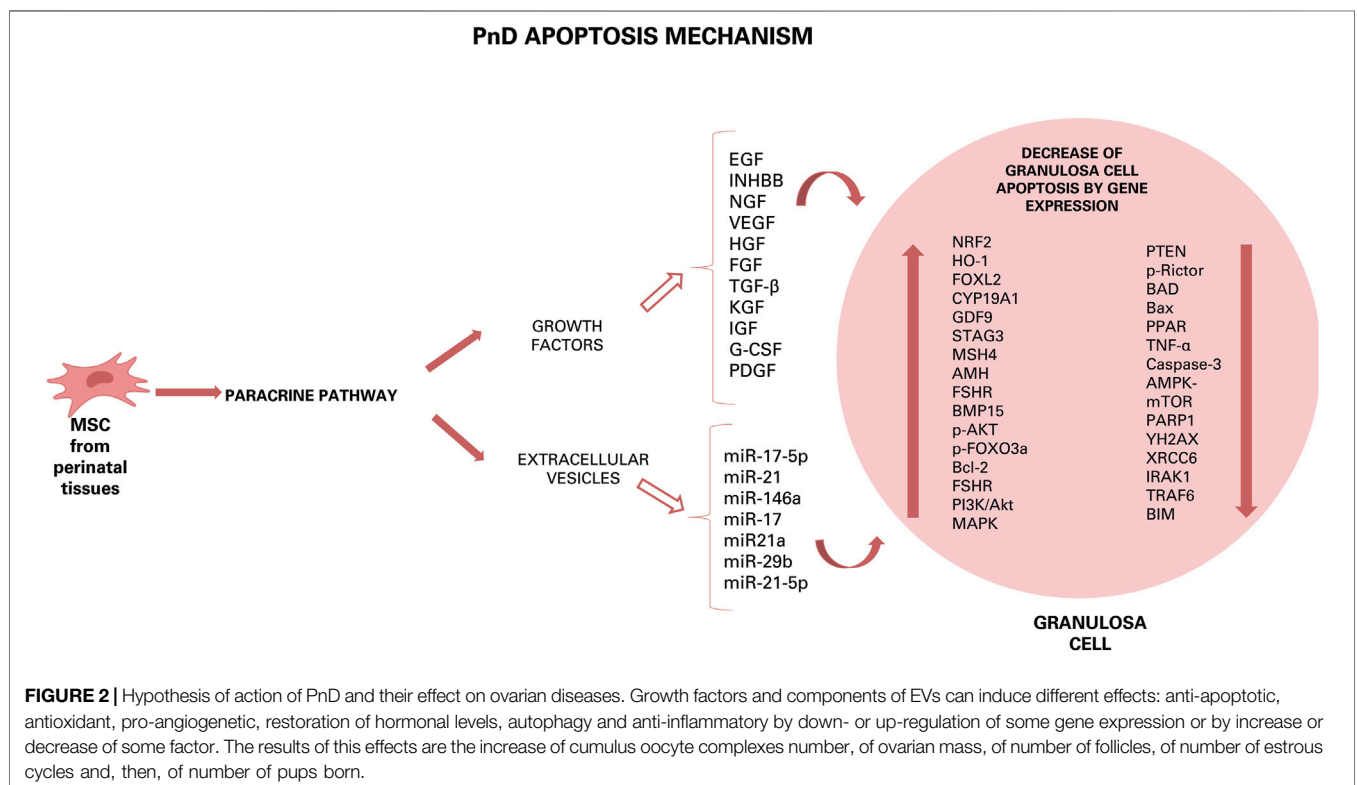 PnD APOPTOSIS MECHANISM
MSC
from
perinatal
tissues
PARACRINE PATHWAY
GROWTH
FACTORS
EXTRACELLULAR
VESICLES
EGF
INHBB
NGF
VEGF
HGF
FGF
TGF-β
KGF
IGF
G-CSF
PDGF
miR-17-5p
miR-21
miR-146a
miR-17
miR21a
miR-29b
miR-21-5p
DECREASE OF
GRANULOSA CELL
APOPTOSIS BY GENE
EXPRESSION
NRF2
HO-1
FOXL2
CYP19A1
GDF9
STAG3
MSH4
AMH
FSHR
BMP15
p-AKT
p-FOXO3a
Bcl-2
FSHR
PI3K/Akt
MAPK
PTEN
p-Rictor
BAD
Bax
PPAR
TNF-α
Caspase-3
AMPK-
mTOR
PARP1
YH2AX
XRCC6
IRAK1
TRAF6
BIM
GRANULOSA
CELL
FIGURE 2 | Hypothesis of action of PnD and their effect on ovarian diseases. Growth factors and components of EVs can induce different effects: anti-apoptotic,
antioxidant, pro-angiogenetic, restoration of hormonal levels, autophagy and anti-inflammatory by down- or up-regulation of some gene expression or by increase or
decrease of some factor. The results of this effects are the increase of cumulus oocyte complexes number, of ovarian mass, of number of follicles, of number of estrous
cycles and, then, of number of pups born.